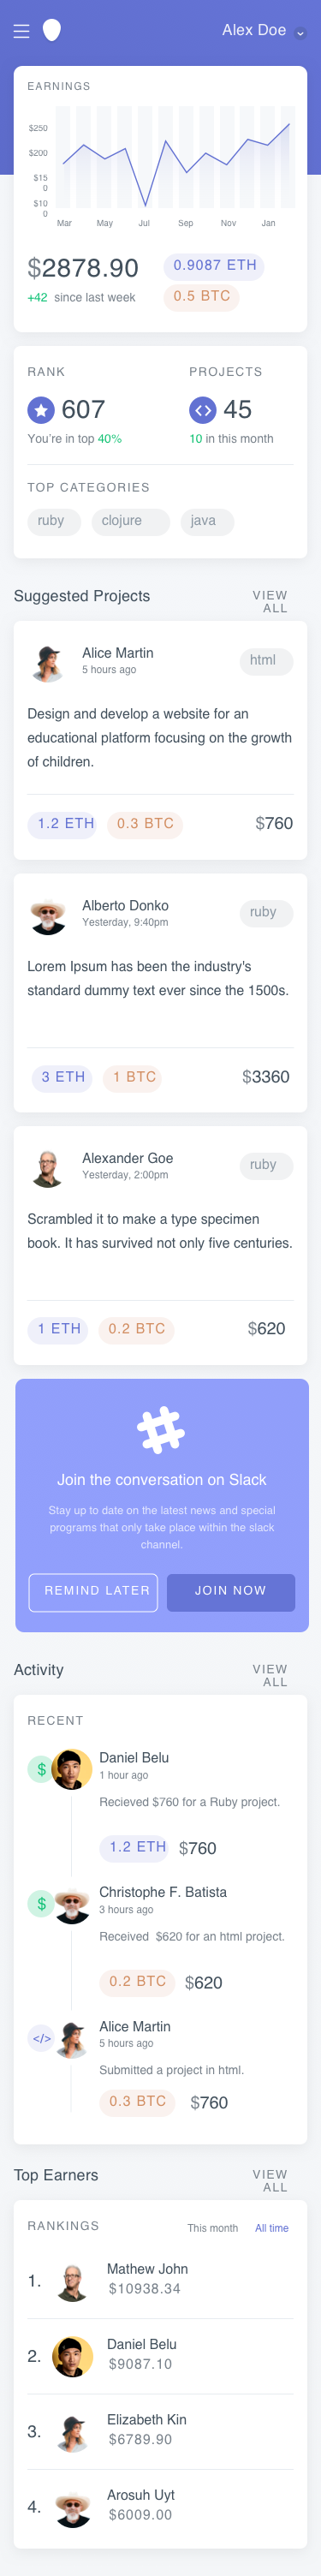 Alex Doe
EARNINGS
$250
$200
$15
0
$10
0
Mar May Jul Sep Nov Jan
$2878.90
0.9087 ETH
+42 since last week
0.5 BTC
RANK
PROJECTS
607
45
You're in top 40%
10 in this month
TOP CATEGORIES
ruby clojure java
Suggested Projects
VIEW
ALL
Alice Martin
5 hours ago
html
Design and develop a website for an
educational platform focusing on the growth
of children.
1.2 ETH 0.3 BTC $760
Alberto Donko
Yesterday, 9:40pm
ruby
Lorem Ipsum has been the industry's
standard dummy text ever since the 1500s.
3 ETH 1 BTC $3360
Alexander Goe
Yesterday, 2:00pm
ruby
Scrambled it to make a type specimen
book. It has survived not only five centuries.
1 ETH 0.2 BTC $620
Join the conversation on Slack
Stay up to date on the latest news and special
programs that only take place within the slack
channel.
REMIND LATER JOIN NOW
Activity
VIEW
ALL
RECENT
$
Daniel Belu
1 hour ago
Recieved $760 for a Ruby project.
1.2 ETH $760
$
Christophe F. Batista
3 hours ago
Received $620 for an html project.
0.2 BTC $620
</>
Alice Martin
5 hours ago
Submitted a project in html.
0.3 BTC $760
Top Earners
VIEW
ALL
RANKINGS
This month All time
1.
Mathew John
$10938.34
2.
Daniel Belu
$9087.10
3.
Elizabeth Kin
$6789.90
4.
Arosuh Uyt
$6009.00